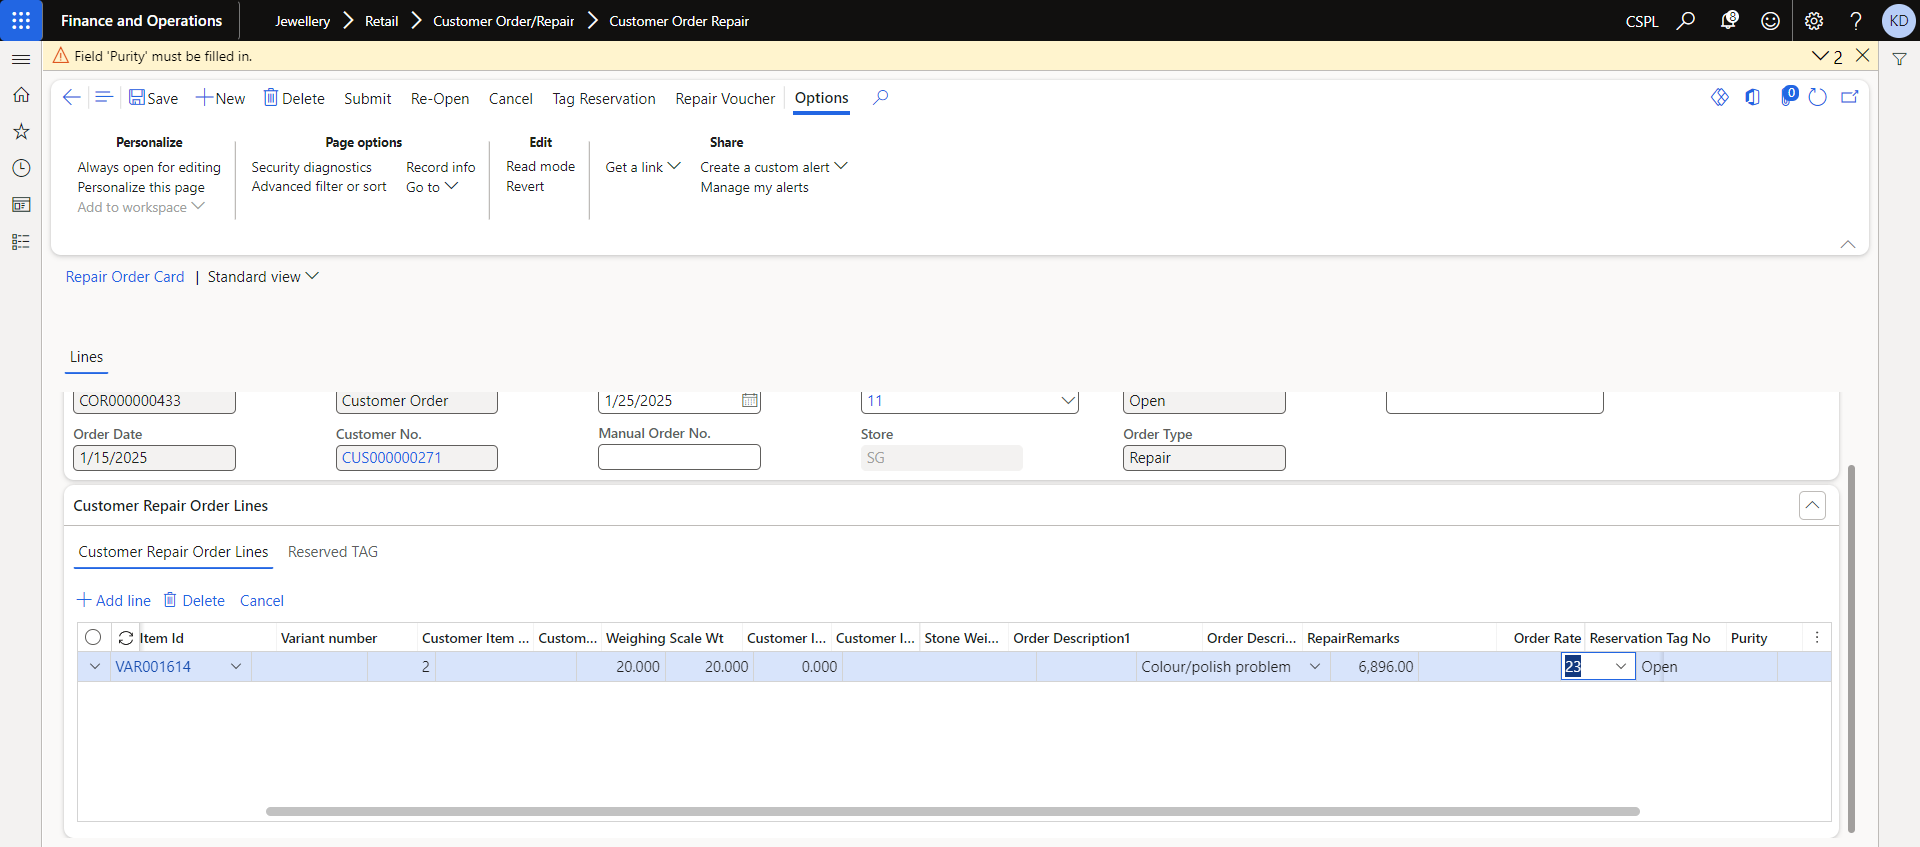 Finance and Operations
Jewellery > Retail > Customer Order/Repair > Customer Order Repair
CSPL
8
? KD
Field 'Purity' must be filled in.
2
Save New Delete Submit Re-Open Cancel Tag Reservation Repair Voucher Options
0
Personalize
Always open for editing
Personalize this page
Add to workspace
Page options
Security diagnostics Record info
Advanced filter or sort Go to
Edit
Read mode
Revert
Share
Get a link Create a custom alert
Manage my alerts
Repair Order Card | Standard view
Lines
COR000000433 Customer Order 1/25/2025 11 Open
Order Date Customer No. Manual Order No. Store Order Type
1/15/2025 CUS000000271 SG Repair
Customer Repair Order Lines
Customer Repair Order Lines Reserved TAG
Add line Delete Cancel
Item Id Variant number Customer Item ... Custom... Weighing Scale Wt Customer I... Customer I... Stone Wei... Order Description1 Order Descri... RepairRemarks Order Rate Reservation Tag No Purity
VAR001614 2 20.000 20.000 0.000 Colour/polish problem 6,896.00 23 Open